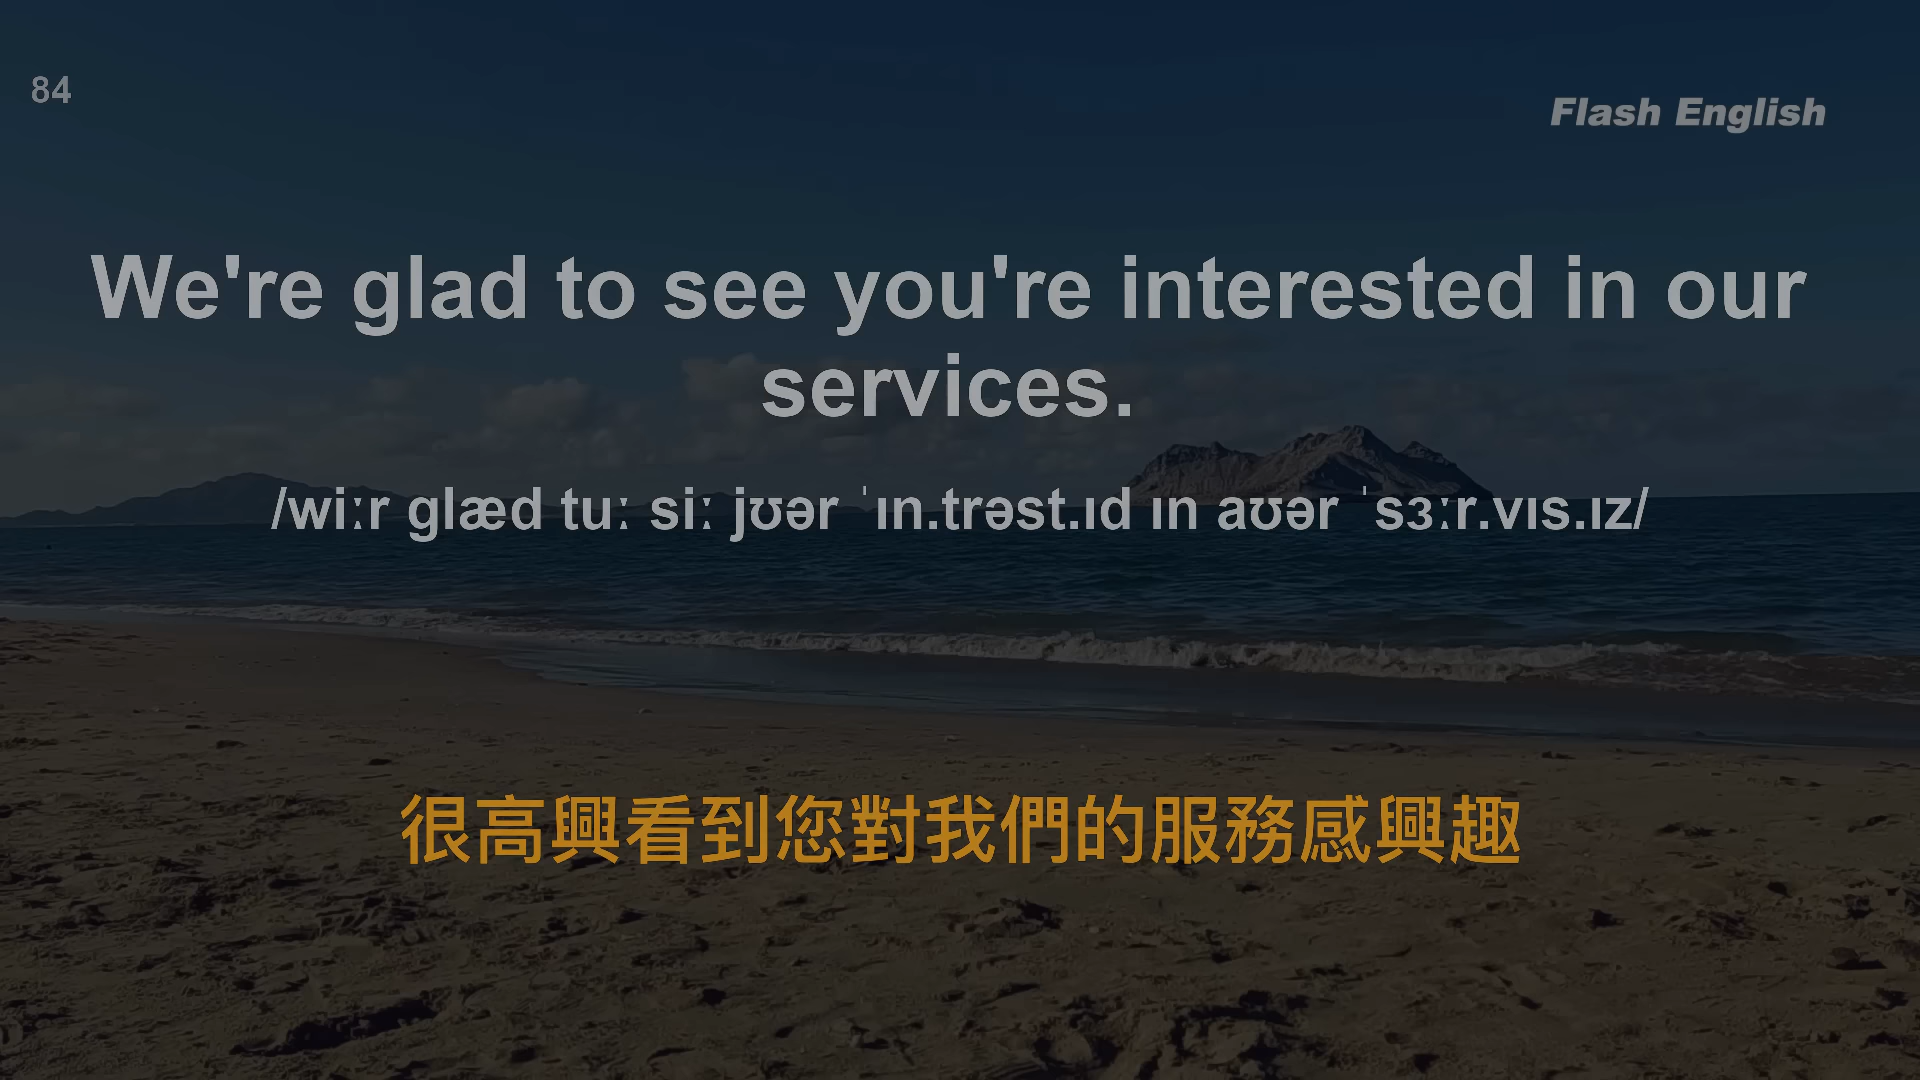 84
Flash English
We're glad to see you're interested in our
services.
/wiːr glæd tuː siː jʊər ˈɪn.trəst.ɪd ɪn aʊər ˈsɜːr.vɪs.ɪz/
很高興看到您對我們的服務感興趣